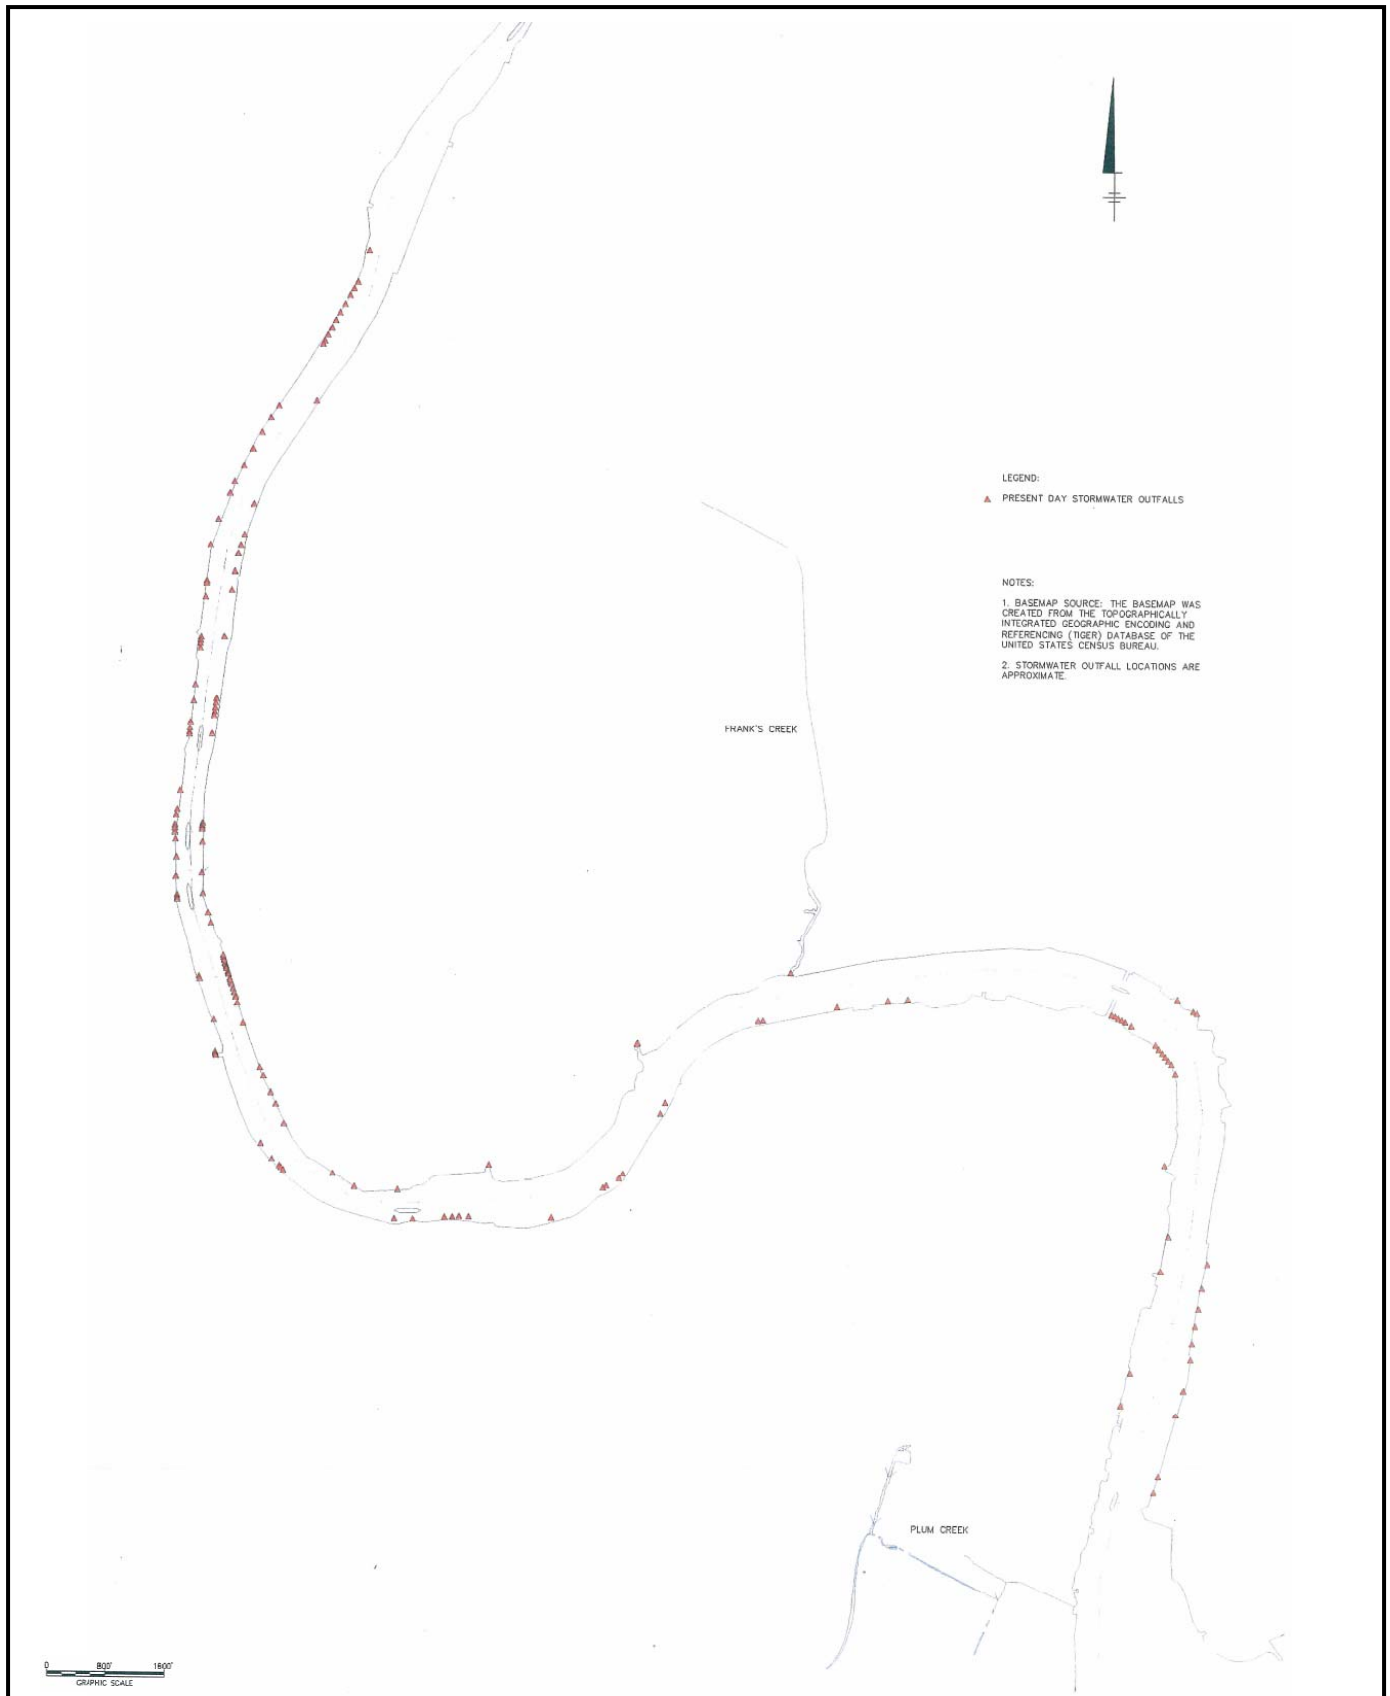 LEGEND:
PRESENT DAY STORMWATER OUTFALLS
NOTES:
1. BASEMAP SOURCE: THE BASEMAP WAS
CREATED FROM THE TOPOGRAPHICALLY
INTEGRATED GEOGRAPHIC ENCODING AND
REFERENCING (TIGER) DATABASE OF THE
UNITED STATES CENSUS BUREAU.
2. STORMWATER OUTFALL LOCATIONS ARE
APPROXIMATE.
FRANK'S CREEK
PLUM CREEK
0 800' 1600'
GRAPHIC SCALE